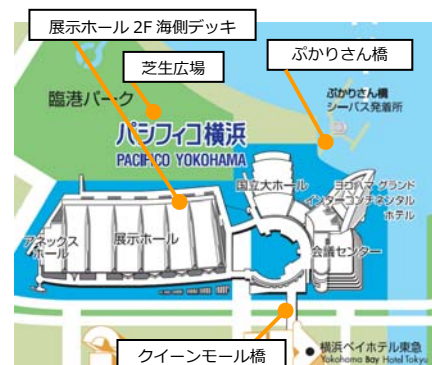 展示ホール 2F 海側デッキ
芝生広場
ぷかりさん橋
臨港パーク
ぷかりさん橋
シーバス発着所
パシフィコ横浜
PACIFICO YOKOHAMA
国立大ホール
ヨコハマ グランド
インターコンチネンタル
ホテル
アネックス
ホール
展示ホール
会議センター
クイーンモール橋
横浜ベイホテル東急
Yokohama Bay Hotel Tokyu